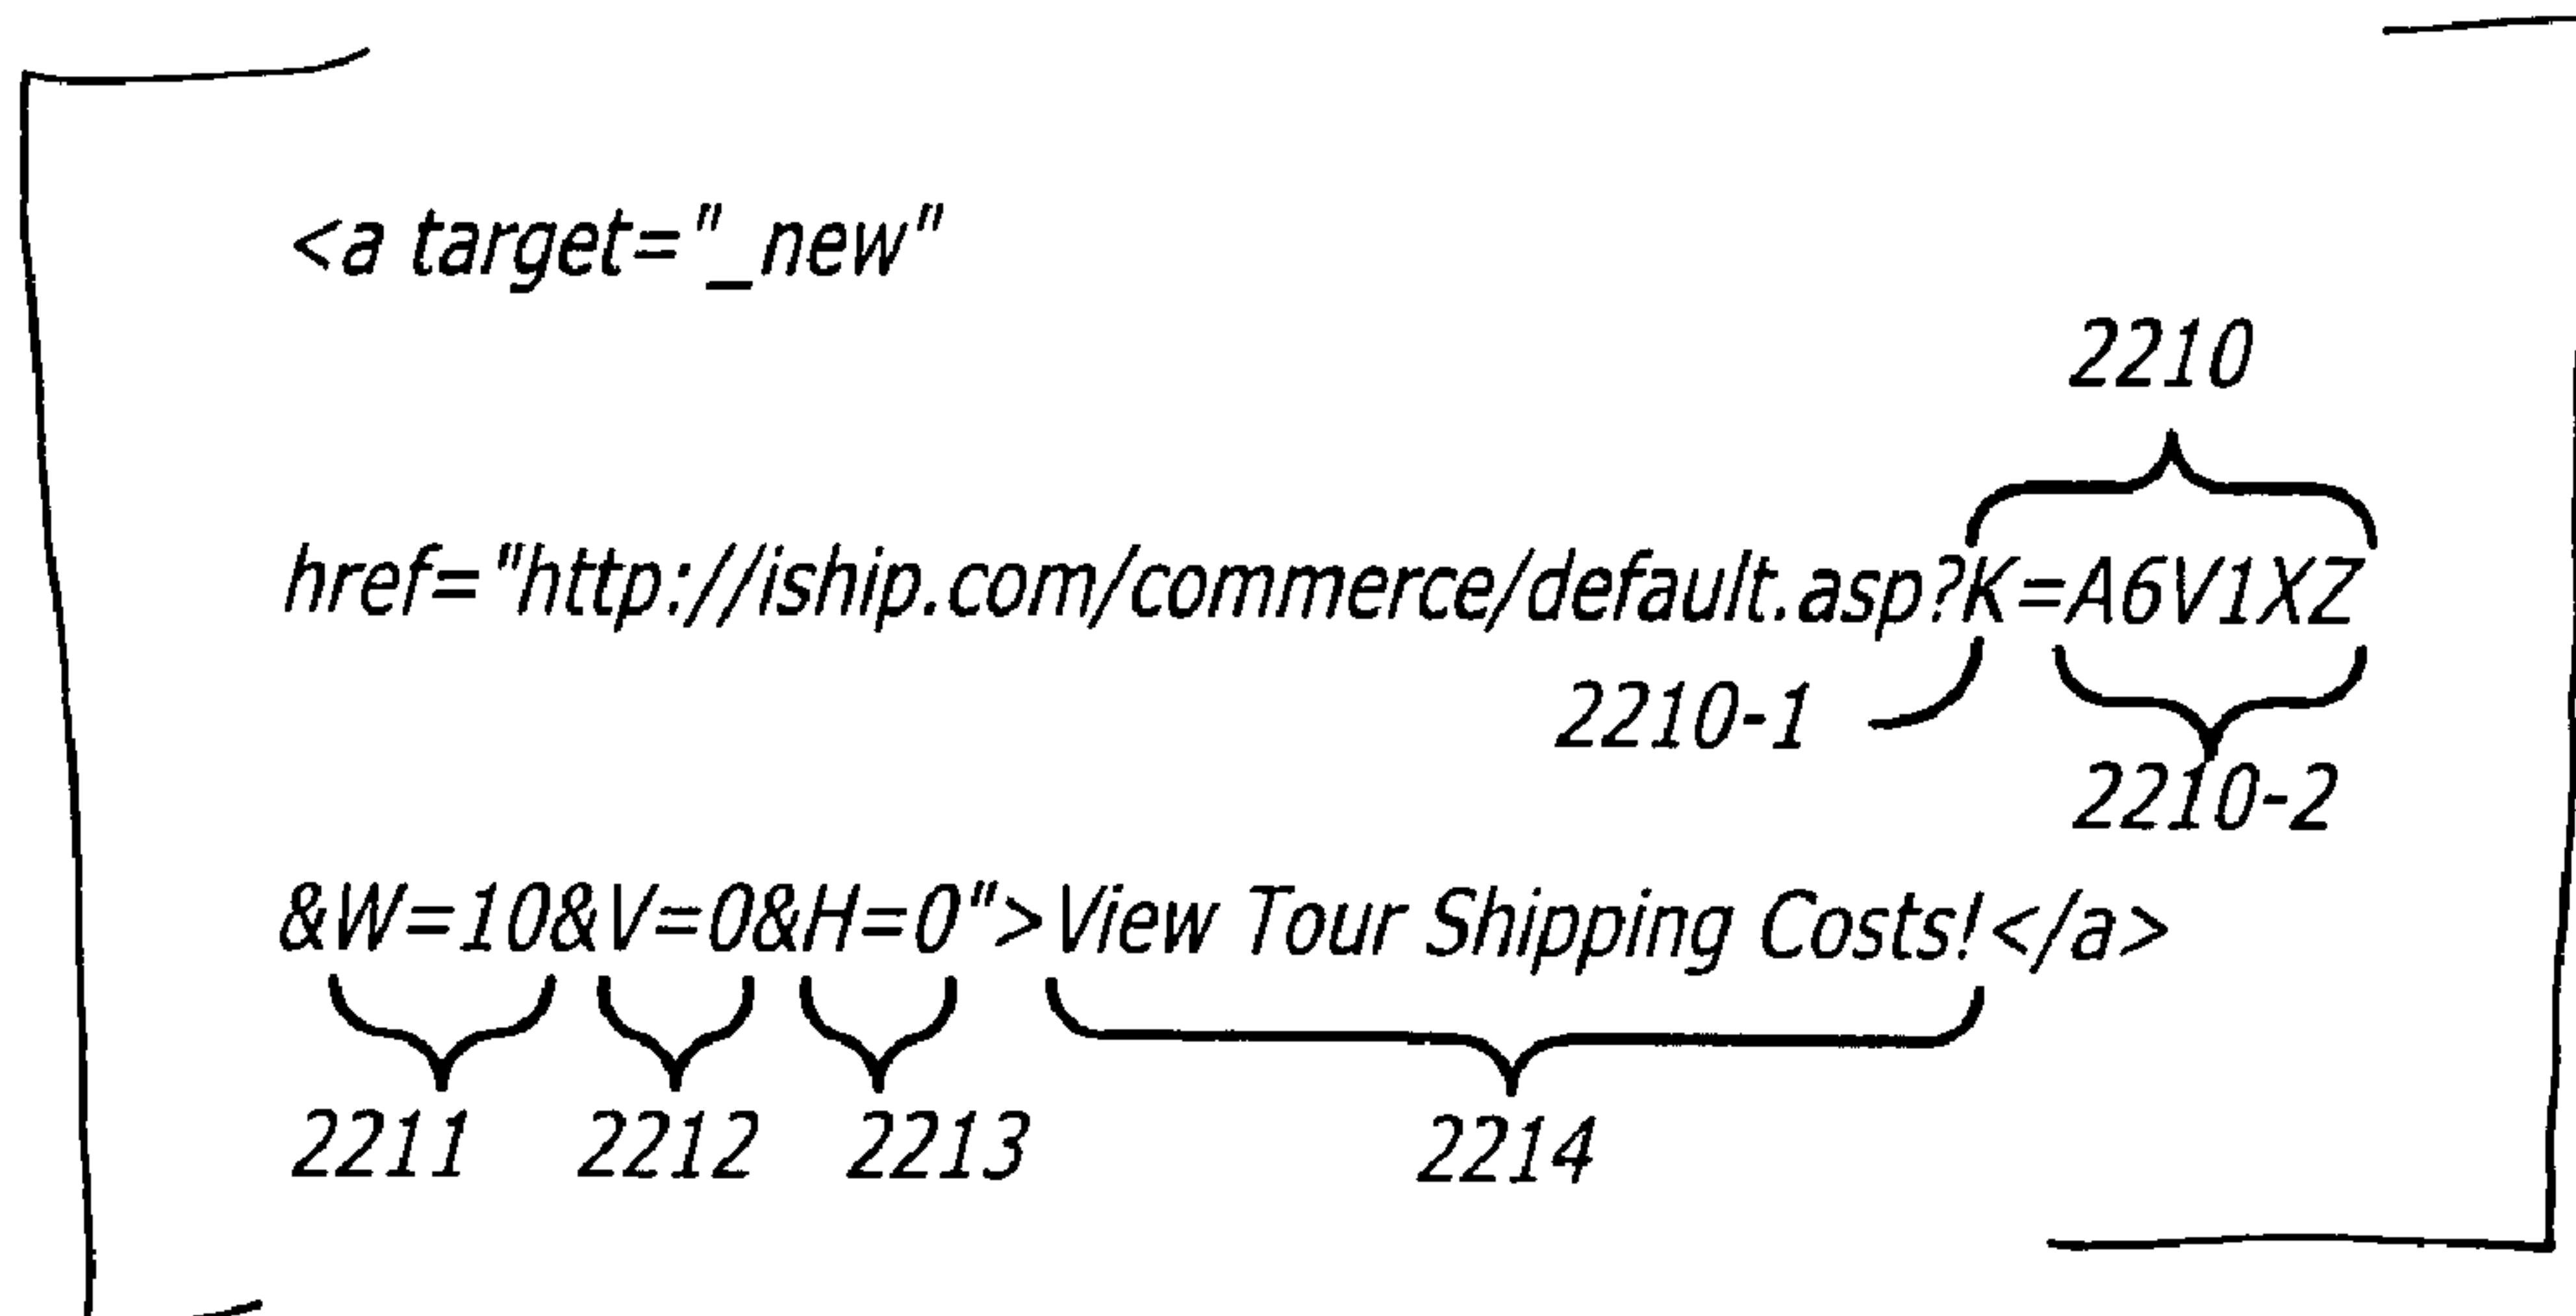 <a target="_new"
2210
href="http://iship.com/commerce/default.asp?K=A6V1XZ
2210-1
2210-2
&W=10&V=0&H=0">View Tour Shipping Costs!</a>
2211 2212 2213 2214